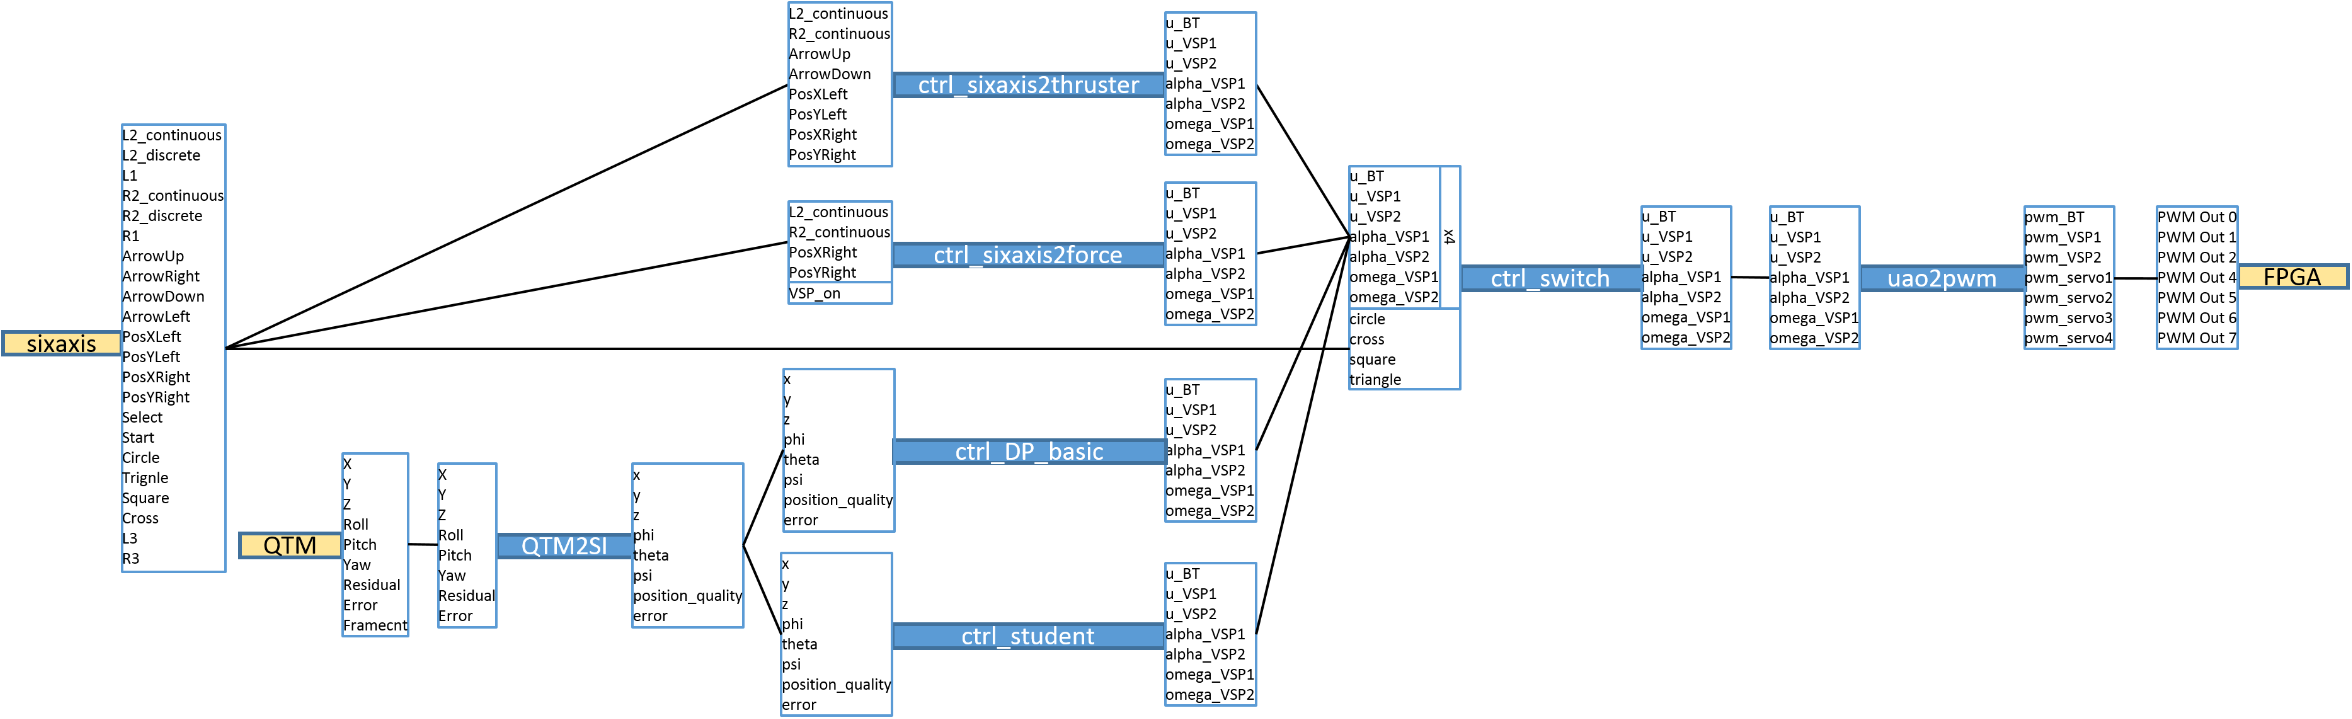 sixaxis
L2_continuous
L2_discrete
L1
R2_continuous
R2_discrete
R1
ArrowUp
ArrowRight
ArrowDown
ArrowLeft
PosXLeft
PosYLeft
PosXRight
PosYRight
Select
Start
Circle
Trignle
Square
Cross
L3
R3
QTM
X
Y
Z
Roll
Pitch
Yaw
Residual
Error
Framecnt
X
Y
Z
Roll
Pitch
Yaw
Residual
Error
QTM2SI
x
y
z
phi
theta
psi
position_quality
error
L2_continuous
R2_continuous
ArrowUp
ArrowDown
PosXLeft
PosYLeft
PosXRight
PosYRight
ctrl_sixaxis2thruster
u_BT
u_VSP1
u_VSP2
alpha_VSP1
alpha_VSP2
omega_VSP1
omega_VSP2
L2_continuous
R2_continuous
PosXRight
PosYRight
VSP_on
ctrl_sixaxis2force
u_BT
u_VSP1
u_VSP2
alpha_VSP1
alpha_VSP2
omega_VSP1
omega_VSP2
x
y
z
phi
theta
psi
position_quality
error
ctrl_DP_basic
u_BT
u_VSP1
u_VSP2
alpha_VSP1
alpha_VSP2
omega_VSP1
omega_VSP2
x
y
z
phi
theta
psi
position_quality
error
ctrl_student
u_BT
u_VSP1
u_VSP2
alpha_VSP1
alpha_VSP2
omega_VSP1
omega_VSP2
u_BT
u_VSP1
u_VSP2
alpha_VSP1
alpha_VSP2
omega_VSP1
omega_VSP2
x4
circle
cross
square
triangle
ctrl_switch
u_BT
u_VSP1
u_VSP2
alpha_VSP1
alpha_VSP2
omega_VSP1
omega_VSP2
u_BT
u_VSP1
u_VSP2
alpha_VSP1
alpha_VSP2
omega_VSP1
omega_VSP2
uao2pwm
pwm_BT
pwm_VSP1
pwm_VSP2
pwm_servo1
pwm_servo2
pwm_servo3
pwm_servo4
PWM Out 0
PWM Out 1
PWM Out 2
PWM Out 4
PWM Out 5
PWM Out 6
PWM Out 7
FPGA